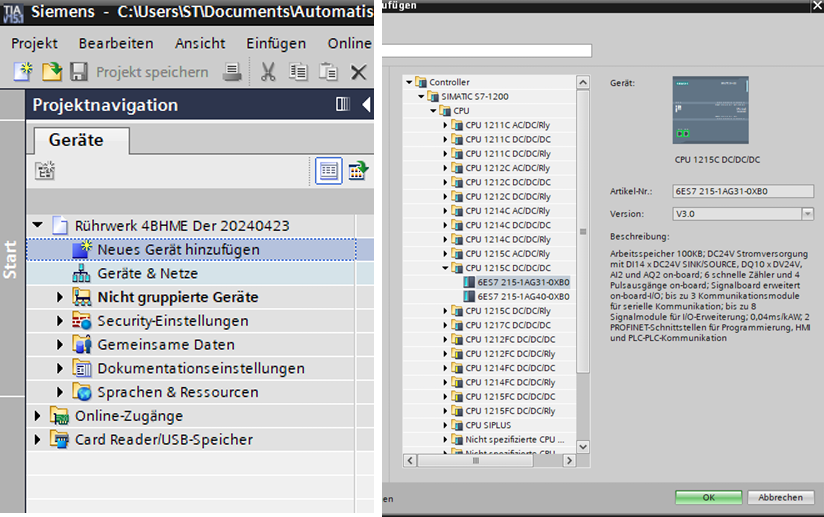 TIA
V15.1
Siemens - C:\Users\ST\Documents\Automatis
Projekt Bearbeiten Ansicht Einfügen Online
Projekt speichern
Projektnavigation
Geräte
Start
Rührwerk 4BHME Der 20240423
Neues Gerät hinzufügen
Geräte & Netze
Nicht gruppierte Geräte
Security-Einstellungen
Gemeinsame Daten
Dokumentationseinstellungen
Sprachen & Ressourcen
Online-Zugänge
Card Reader/USB-Speicher
ufügen
Controller
SIMATIC S7-1200
CPU
CPU 1211C AC/DC/Rly
CPU 1211C DC/DC/DC
CPU 1211C DC/DC/Rly
CPU 1212C AC/DC/Rly
CPU 1212C DC/DC/DC
CPU 1212C DC/DC/Rly
CPU 1214C AC/DC/Rly
CPU 1214C DC/DC/DC
CPU 1214C DC/DC/Rly
CPU 1215C AC/DC/Rly
CPU 1215C DC/DC/DC
6ES7 215-1AG31-0XB0
6ES7 215-1AG40-0XB0
CPU 1215C DC/DC/Rly
CPU 1217C DC/DC/DC
CPU 1212FC DC/DC/DC
CPU 1212FC DC/DC/Rly
CPU 1214FC DC/DC/DC
CPU 1214FC DC/DC/Rly
CPU 1215FC DC/DC/DC
CPU 1215FC DC/DC/Rly
CPU SIPLUS
Nicht spezifizierte CPU ...
Nicht spezifizierte CPU
Gerät:
CPU 1215C DC/DC/DC
Artikel-Nr.: 6ES7 215-1AG31-0XB0
Version: V3.0
Beschreibung:
Arbeitsspeicher 100KB; DC24V Stromversorgung
mit DI14 x DC24V SINK/SOURCE, DQ10 x DV24V,
AI2 und AQ2 on-board; 6 schnelle Zähler und 4
Pulsausgänge on-board; Signalboard erweitert
on-board-I/O; bis zu 3 Kommunikationsmodule
für serielle Kommunikation; bis zu 8
Signalmodule für I/O-Erweiterung; 0,04ms/kAW; 2
PROFINET-Schnittstellen für Programmierung, HMI
und PLC-PLC-Kommunikation
en
OK Abbrechen